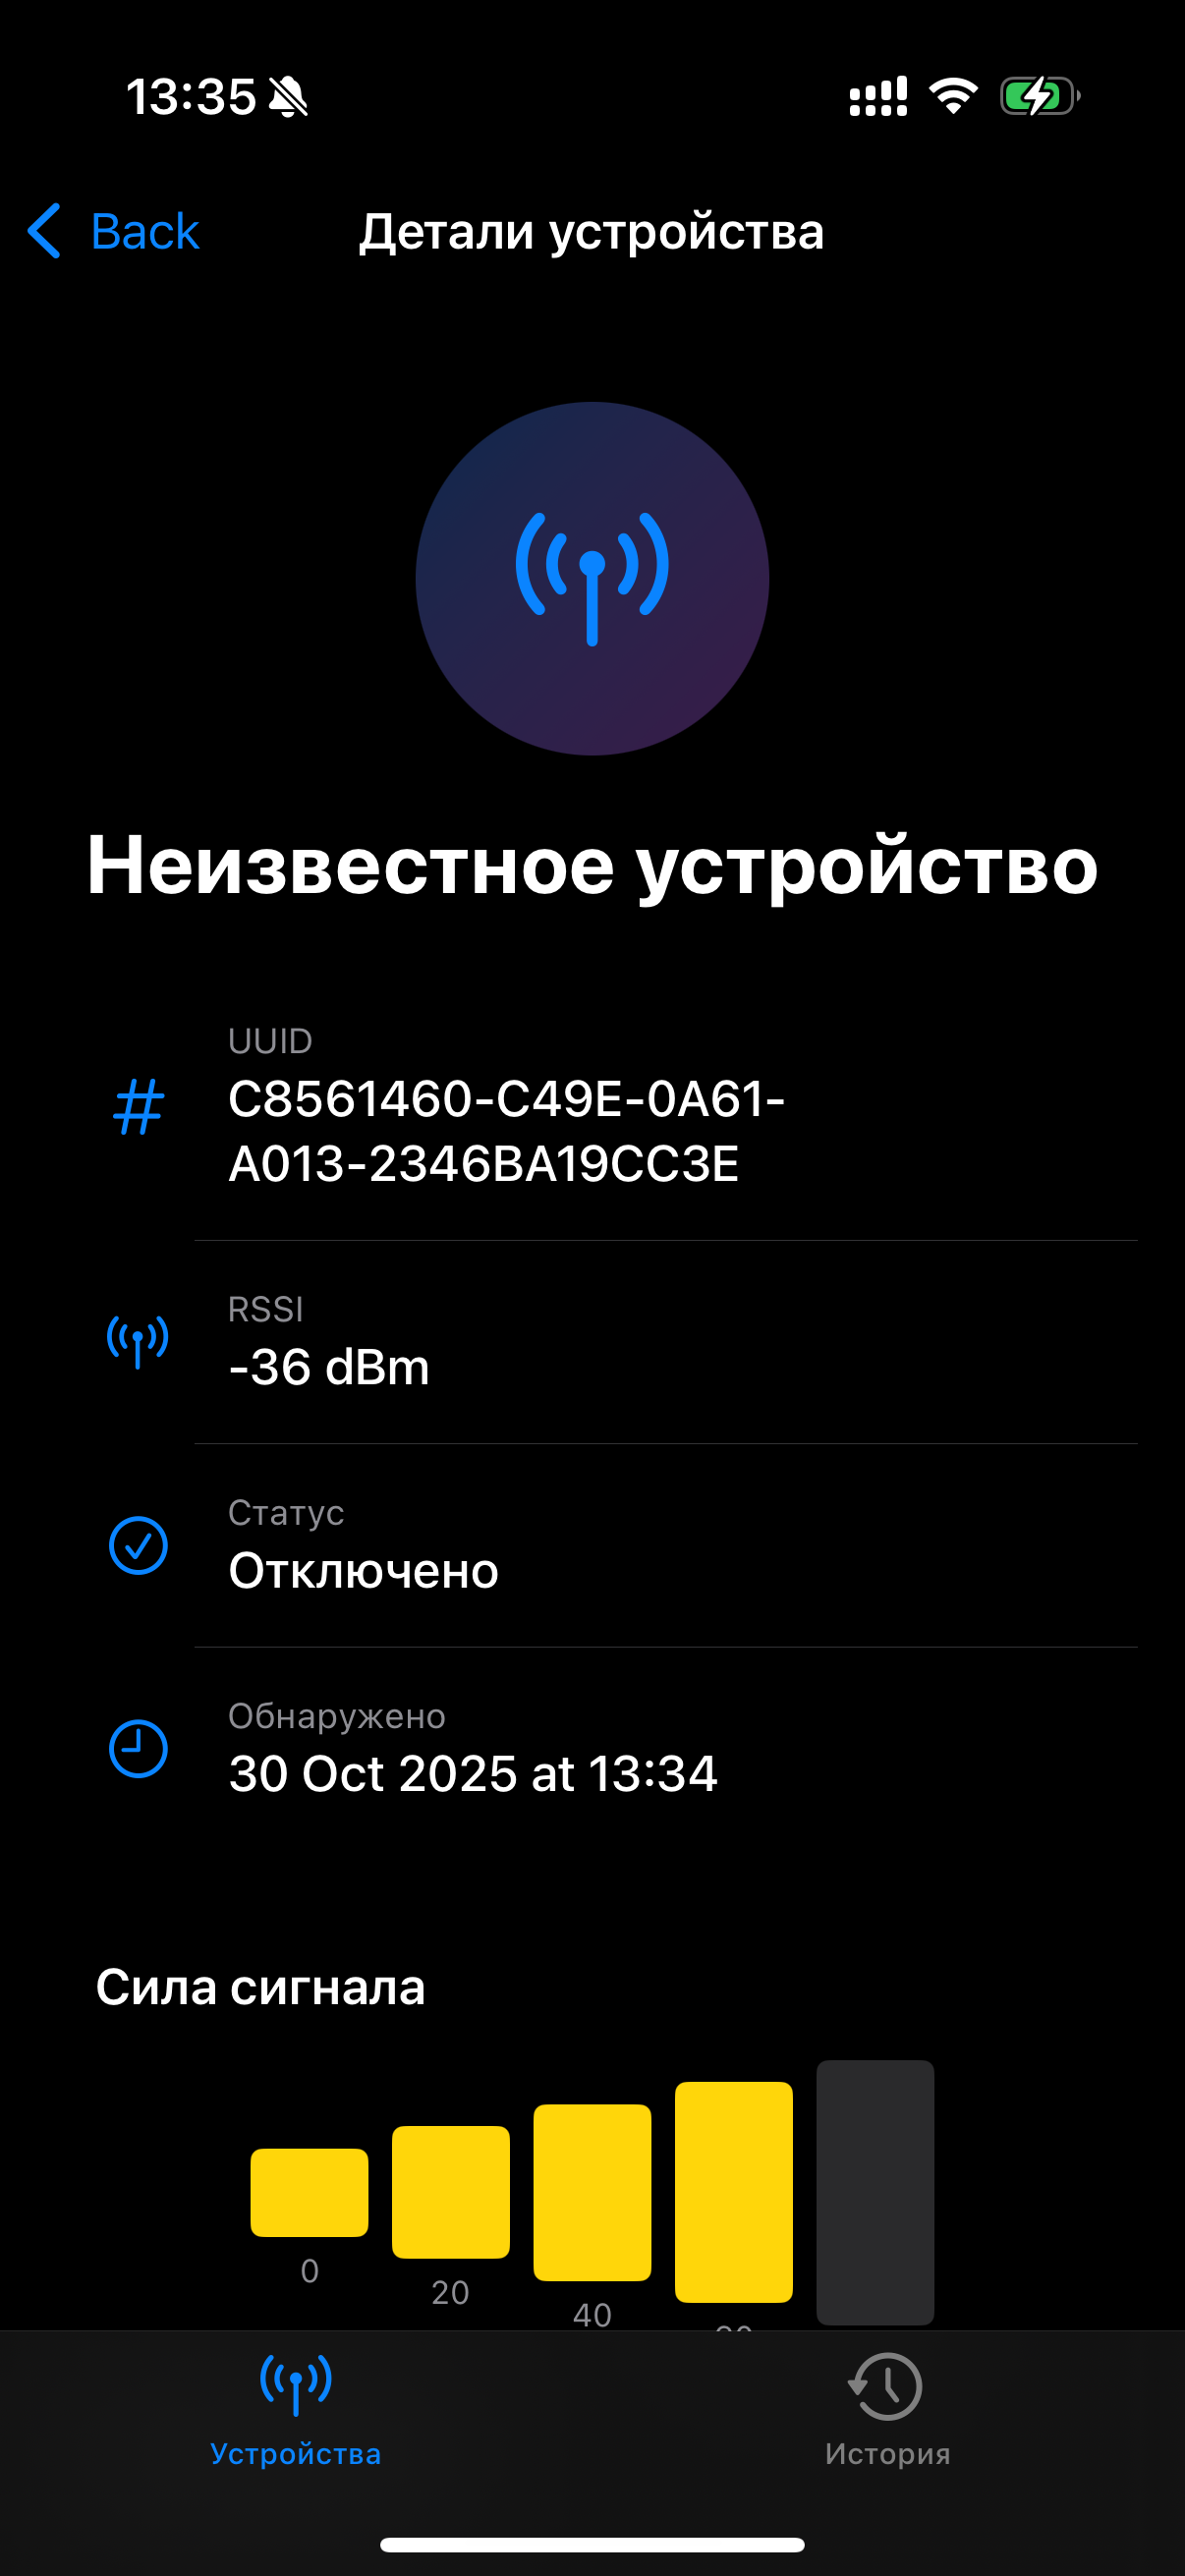 13:35
Back
Детали устройства
Неизвестное устройство
UUID
C8561460-C49E-0A61-
A013-2346BA19CC3E
RSSI
-36 dBm
Статус
Отключено
Обнаружено
30 Oct 2025 at 13:34
Сила сигнала
0
20
40
Устройства
История